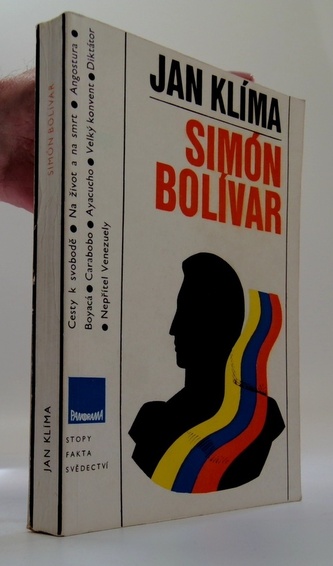 JAN KLÍMA
SIMÓN
BOLÍVAR
Cesty k svobodě ● Na život a na smrt ● Angostura ●
Boyacá ● Carabobo ● Ayacucho ● Velký konvent ● Diktátor
● Nepřítel Venezuely
PANORAMA
STOPY
FAKTA
SVĚDECTVÍ
SIMÓN BOLÍVAR
JAN KLÍMA